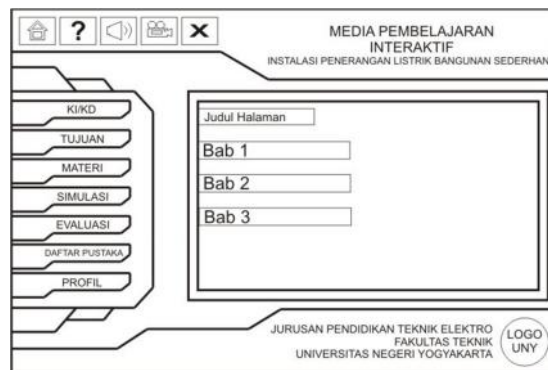 ?
X
MEDIA PEMBELAJARAN
INTERAKTIF
INSTALASI PENERANGAN LISTRIK BANGUNAN SEDERHAN
KI/KD
TUJUAN
MATERI
SIMULASI
EVALUASI
DAFTAR PUSTAKA
PROFIL
Judul Halaman
Bab 1
Bab 2
Bab 3
JURUSAN PENDIDIKAN TEKNIK ELEKTRO
FAKULTAS TEKNIK
UNIVERSITAS NEGERI YOGYAKARTA
LOGO
UNY